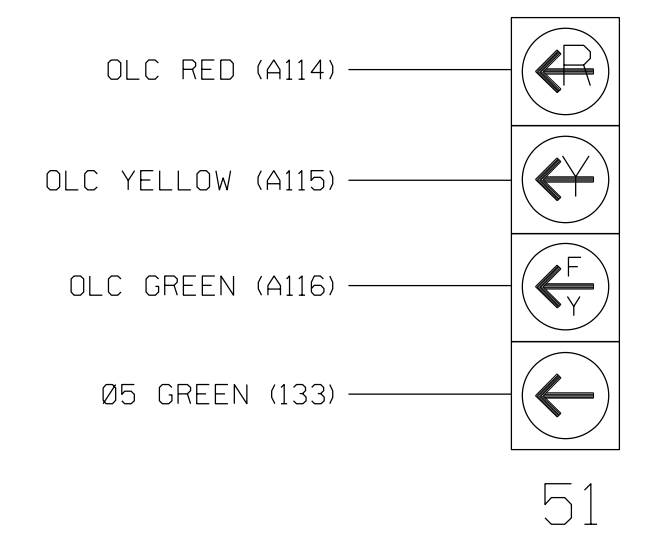 OLC RED (A114)
R
OLC YELLOW (A115)
Y
OLC GREEN (A116)
F
Y
Ø5 GREEN (133)
51